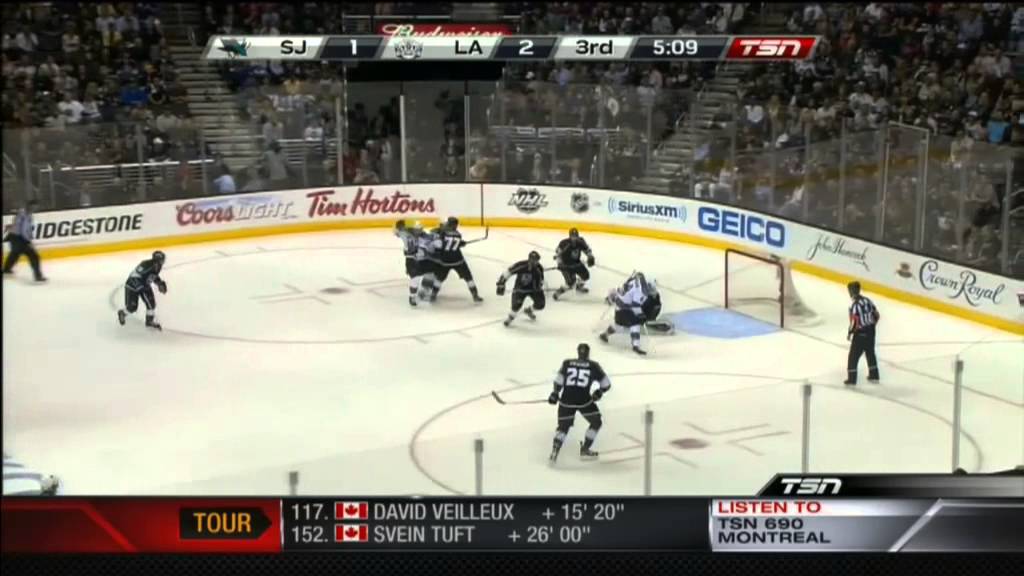 Budweiser
SJ 1 LA 2 3rd 5:09 TSN
BRIDGESTONE
Coors LIGHT
Tim Hortons
NHL
SiriusXM
GEICO
John Hancock
Crown Royal
77
25
TSN
TOUR
117. DAVID VEILLEUX + 15' 20"
152. SVEIN TUFT + 26' 00"
LISTEN TO
TSN 690
MONTREAL